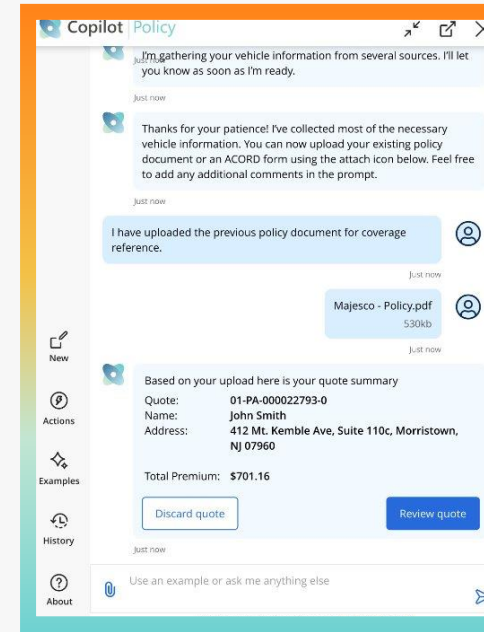 Copilot Policy
I'm gathering your vehicle information from several sources. I'll let
Just now
you know as soon as I'm ready.
Just now
Thanks for your patience! I've collected most of the necessary
vehicle information. You can now upload your existing policy
document or an ACORD form using the attach icon below. Feel free
to add any additional comments in the prompt.
Just now
I have uploaded the previous policy document for coverage
reference.
Just now
Majesco - Policy.pdf
530kb
Just now
New
Actions
Examples
History
About
Based on your upload here is your quote summary
Quote: 01-PA-000022793-0
Name: John Smith
Address: 412 Mt. Kemble Ave, Suite 110c, Morristown,
NJ 07960
Total Premium: $701.16
Discard quote Review quote
Just now
Use an example or ask me anything else